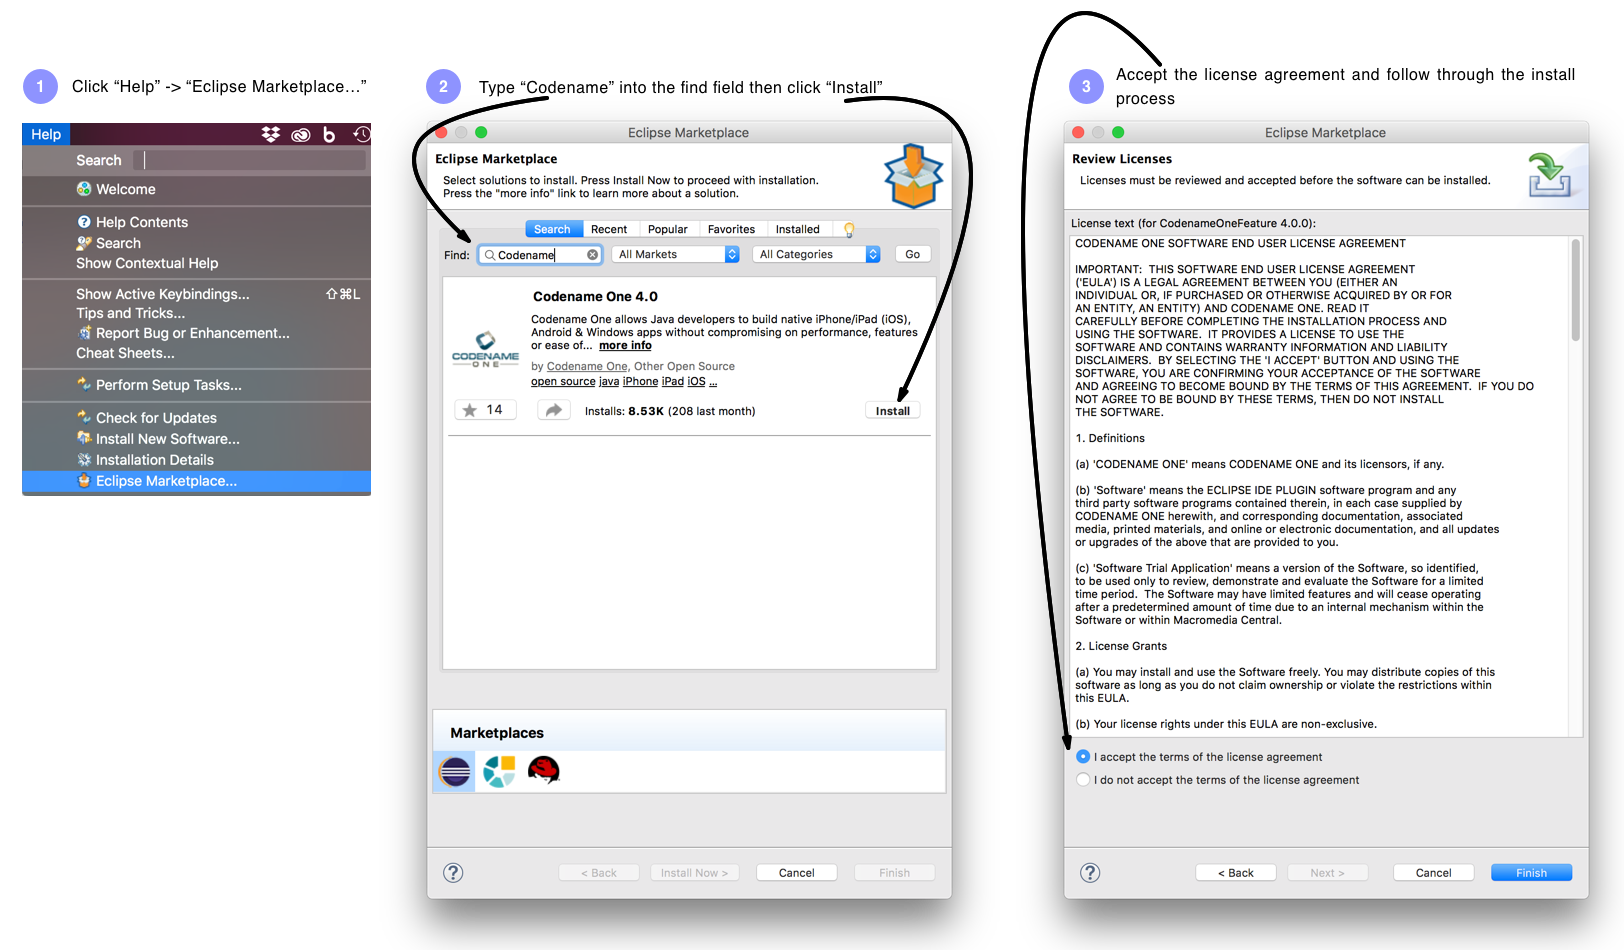 1 Click “Help” -> “Eclipse Marketplace...”
Help
Search
Welcome
Help Contents
Search
Show Contextual Help
Show Active Keybindings... ⇧⌘L
Tips and Tricks...
Report Bug or Enhancement...
Cheat Sheets...
Perform Setup Tasks...
Check for Updates
Install New Software...
Installation Details
Eclipse Marketplace...
2 Type “Codename” into the find field then click “Install”
Eclipse Marketplace
Eclipse Marketplace
Select solutions to install. Press Install Now to proceed with installation.
Press the "more info" link to learn more about a solution.
Search Recent Popular Favorites Installed
Find: Codename All Markets All Categories Go
Codename One 4.0
Codename One allows Java developers to build native iPhone/iPad (iOS),
Android & Windows apps without compromising on performance, features
or ease of... more info
CODENAME
ONE
by Codename One, Other Open Source
open source java iPhone iPad iOS ...
14 Installs: 8.53K (208 last month) Install
Marketplaces
? < Back Install Now > Cancel Finish
3 Accept the license agreement and follow through the install
process
Eclipse Marketplace
Review Licenses
Licenses must be reviewed and accepted before the software can be installed.
License text (for CodenameOneFeature 4.0.0):
CODENAME ONE SOFTWARE END USER LICENSE AGREEMENT
IMPORTANT: THIS SOFTWARE END USER LICENSE AGREEMENT
('EULA') IS A LEGAL AGREEMENT BETWEEN YOU (EITHER AN
INDIVIDUAL OR, IF PURCHASED OR OTHERWISE ACQUIRED BY OR FOR
AN ENTITY, AN ENTITY) AND CODENAME ONE. READ IT
CAREFULLY BEFORE COMPLETING THE INSTALLATION PROCESS AND
USING THE SOFTWARE. IT PROVIDES A LICENSE TO USE THE
SOFTWARE AND CONTAINS WARRANTY INFORMATION AND LIABILITY
DISCLAIMERS. BY SELECTING THE 'I ACCEPT' BUTTON AND USING THE
SOFTWARE, YOU ARE CONFIRMING YOUR ACCEPTANCE OF THE SOFTWARE
AND AGREEING TO BECOME BOUND BY THE TERMS OF THIS AGREEMENT. IF YOU DO
NOT AGREE TO BE BOUND BY THESE TERMS, THEN DO NOT INSTALL
THE SOFTWARE.
1. Definitions
(a) 'CODENAME ONE' means CODENAME ONE and its licensors, if any.
(b) 'Software' means the ECLIPSE IDE PLUGIN software program and any
third party software programs contained therein, in each case supplied by
CODENAME ONE herewith, and corresponding documentation, associated
media, printed materials, and online or electronic documentation, and all updates
or upgrades of the above that are provided to you.
(c) 'Software Trial Application' means a version of the Software, so identified,
to be used only to review, demonstrate and evaluate the Software for a limited
time period. The Software may have limited features and will cease operating
after a predetermined amount of time due to an internal mechanism within the
Software or within Macromedia Central.
2. License Grants
(a) You may install and use the Software freely. You may distribute copies of this
software as long as you do not claim ownership or violate the restrictions within
this EULA.
(b) Your license rights under this EULA are non-exclusive.
I accept the terms of the license agreement
I do not accept the terms of the license agreement
? < Back Next > Cancel Finish